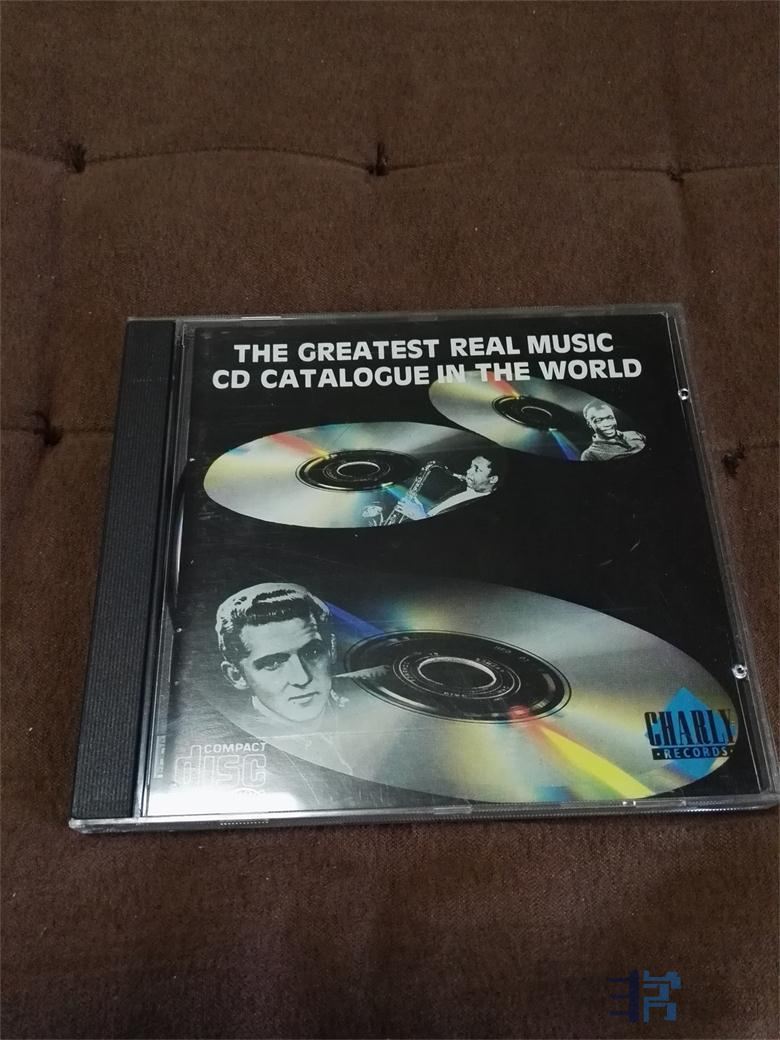 THE GREATEST REAL MUSIC
CD CATALOGUE IN THE WORLD
CHARLY
·RECORDS·
COMPACT
disc